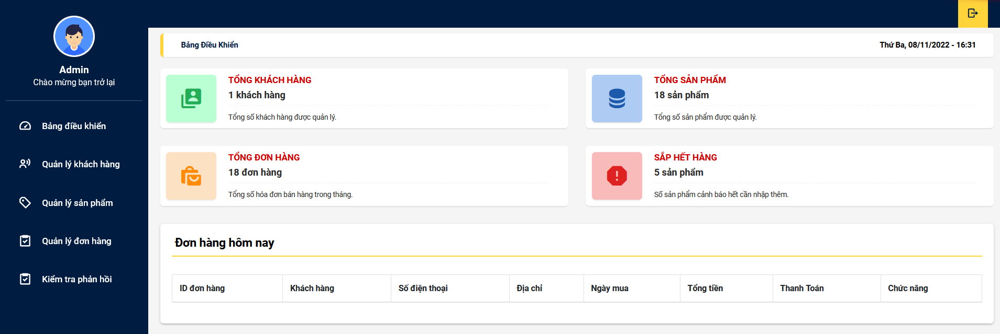 Admin
Chào mừng bạn trở lại
Bảng điều khiển
Quản lý khách hàng
Quản lý sản phẩm
Quản lý đơn hàng
Kiểm tra phản hồi
Bảng Điều Khiển
Thứ Ba, 08/11/2022 - 16:31
TỔNG KHÁCH HÀNG
1 khách hàng
Tổng số khách hàng được quản lý.
TỔNG SẢN PHẨM
18 sản phẩm
Tổng số sản phẩm được quản lý.
TỔNG ĐƠN HÀNG
18 đơn hàng
Tổng số hóa đơn bán hàng trong tháng.
SẮP HẾT HÀNG
5 sản phẩm
Số sản phẩm cảnh báo hết cần nhập thêm.
Đơn hàng hôm nay
ID đơn hàng Khách hàng Số điện thoại Địa chỉ Ngày mua Tổng tiền Thanh Toán Chức năng